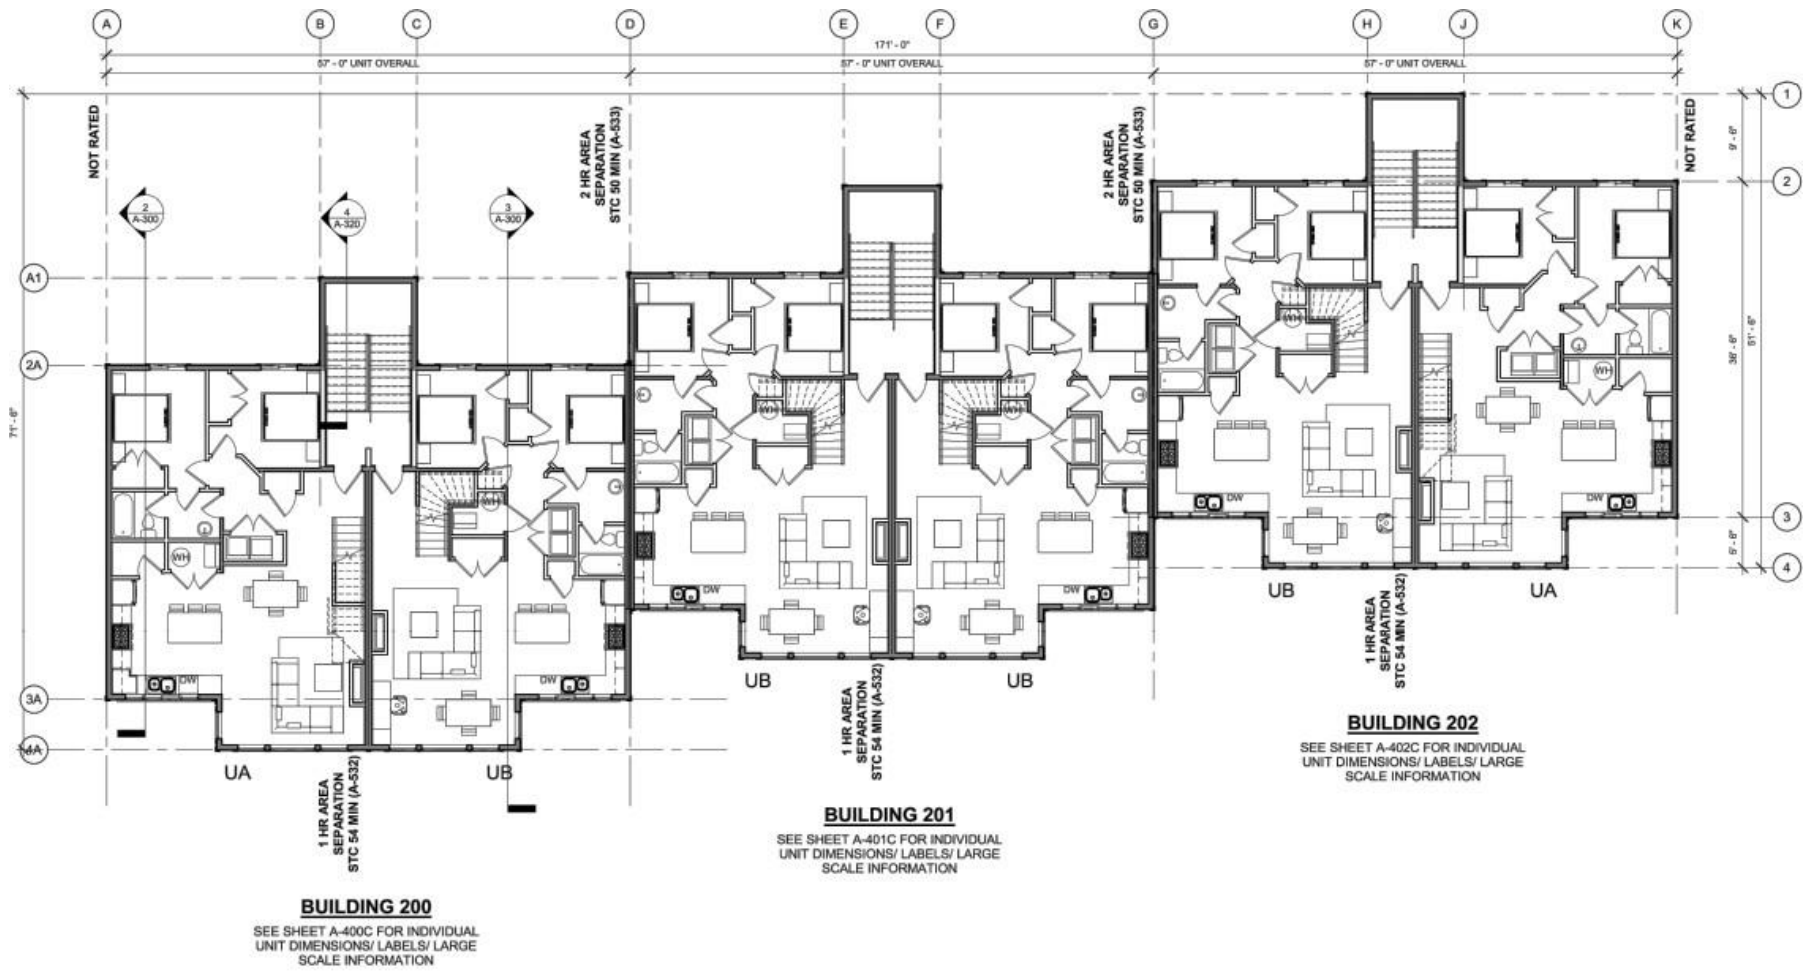 A
B
C
D
E
F
G
H
J
K
171' - 0"
57' - 0" UNIT OVERALL
57' - 0" UNIT OVERALL
57' - 0" UNIT OVERALL
1
2
3
4
A1
2A
3A
4A
71' - 6"
9' - 6"
36' - 6"
5' - 6"
51' - 6"
NOT RATED
2 HR AREA
SEPARATION
STC 50 MIN (A-533)
2 HR AREA
SEPARATION
STC 50 MIN (A-533)
NOT RATED
2
A-300
4
A-320
3
A-300
WH
WH
DW
DW
UA
UB
1 HR AREA
SEPARATION
STC 54 MIN (A-532)
BUILDING 200
SEE SHEET A-400C FOR INDIVIDUAL
UNIT DIMENSIONS/ LABELS/ LARGE
SCALE INFORMATION
WH
WH
DW
DW
UB
UB
1 HR AREA
SEPARATION
STC 54 MIN (A-532)
BUILDING 201
SEE SHEET A-401C FOR INDIVIDUAL
UNIT DIMENSIONS/ LABELS/ LARGE
SCALE INFORMATION
WH
WH
DW
DW
UB
UA
1 HR AREA
SEPARATION
STC 54 MIN (A-532)
BUILDING 202
SEE SHEET A-402C FOR INDIVIDUAL
UNIT DIMENSIONS/ LABELS/ LARGE
SCALE INFORMATION